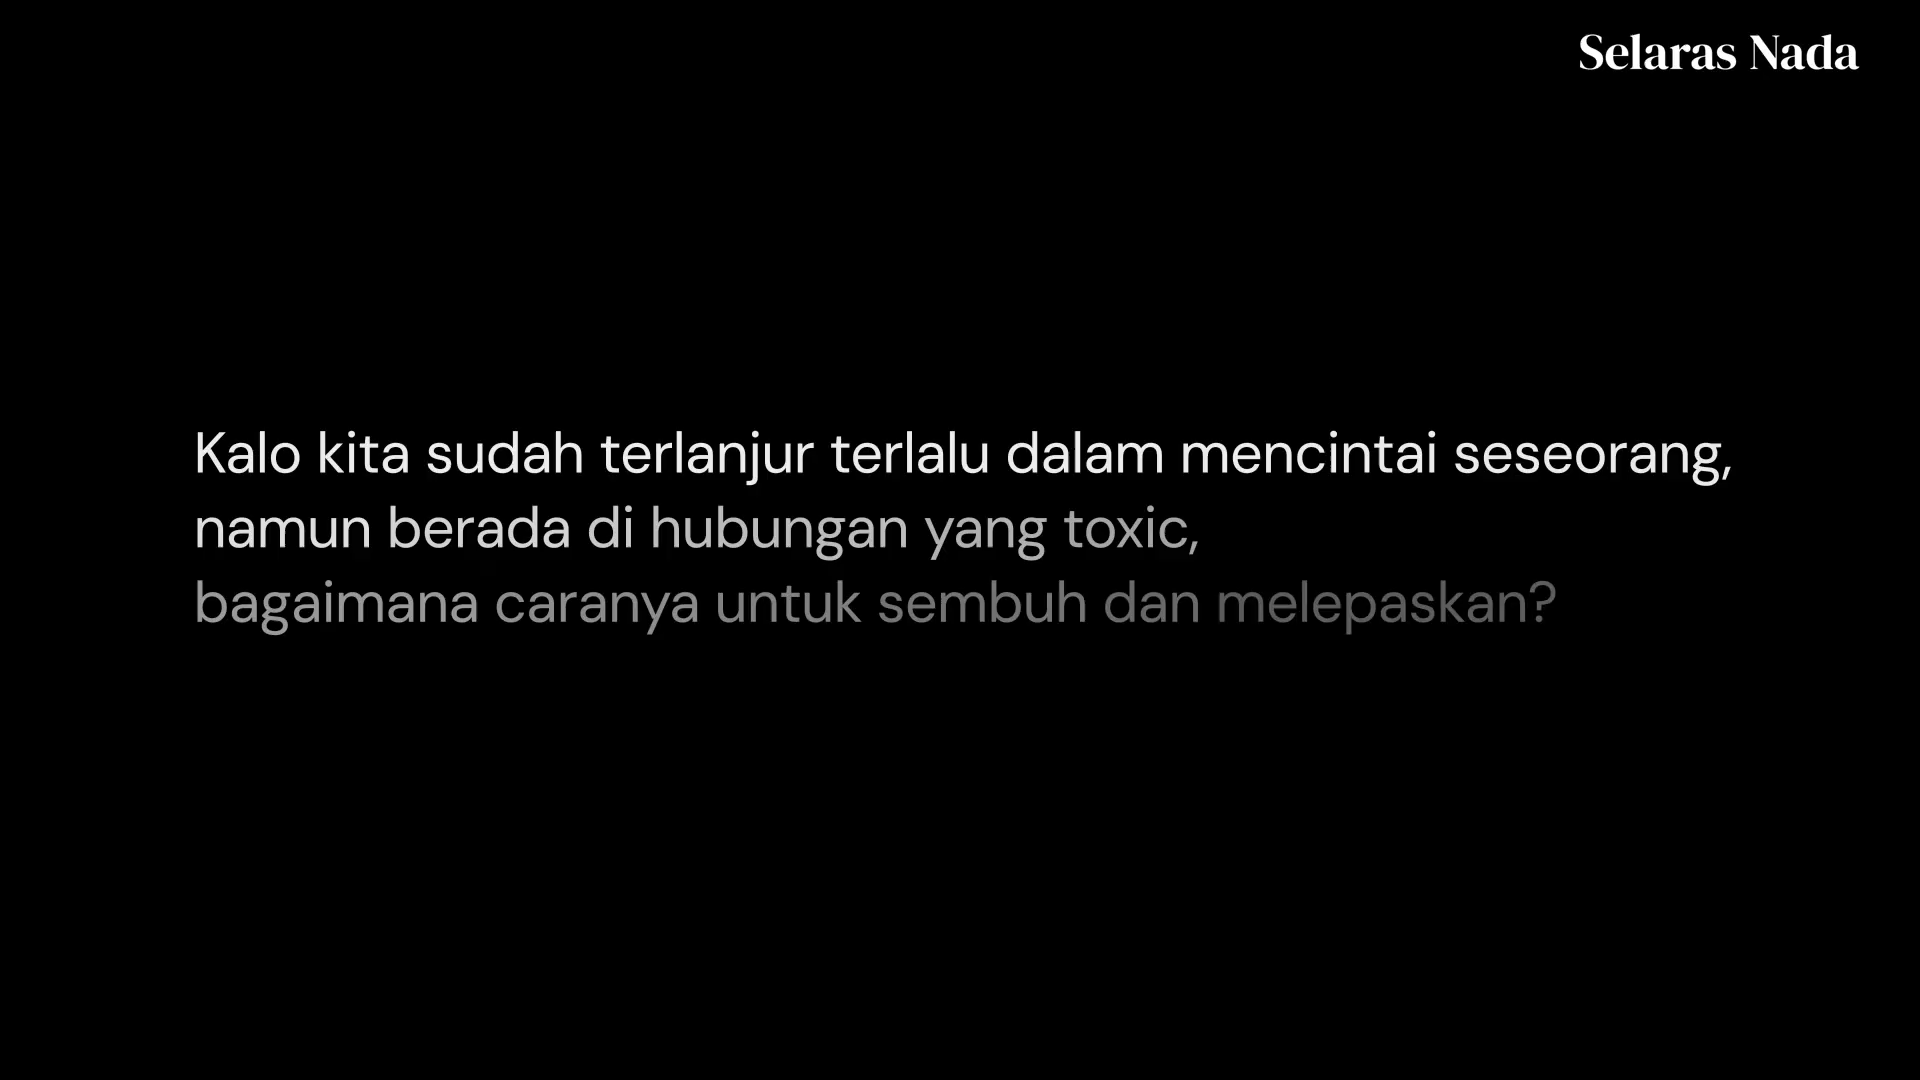 Selaras Nada
Kalo kita sudah terlanjur terlalu dalam mencintai seseorang,
namun berada di hubungan yang toxic,
bagaimana caranya untuk sembuh dan melepaskan?